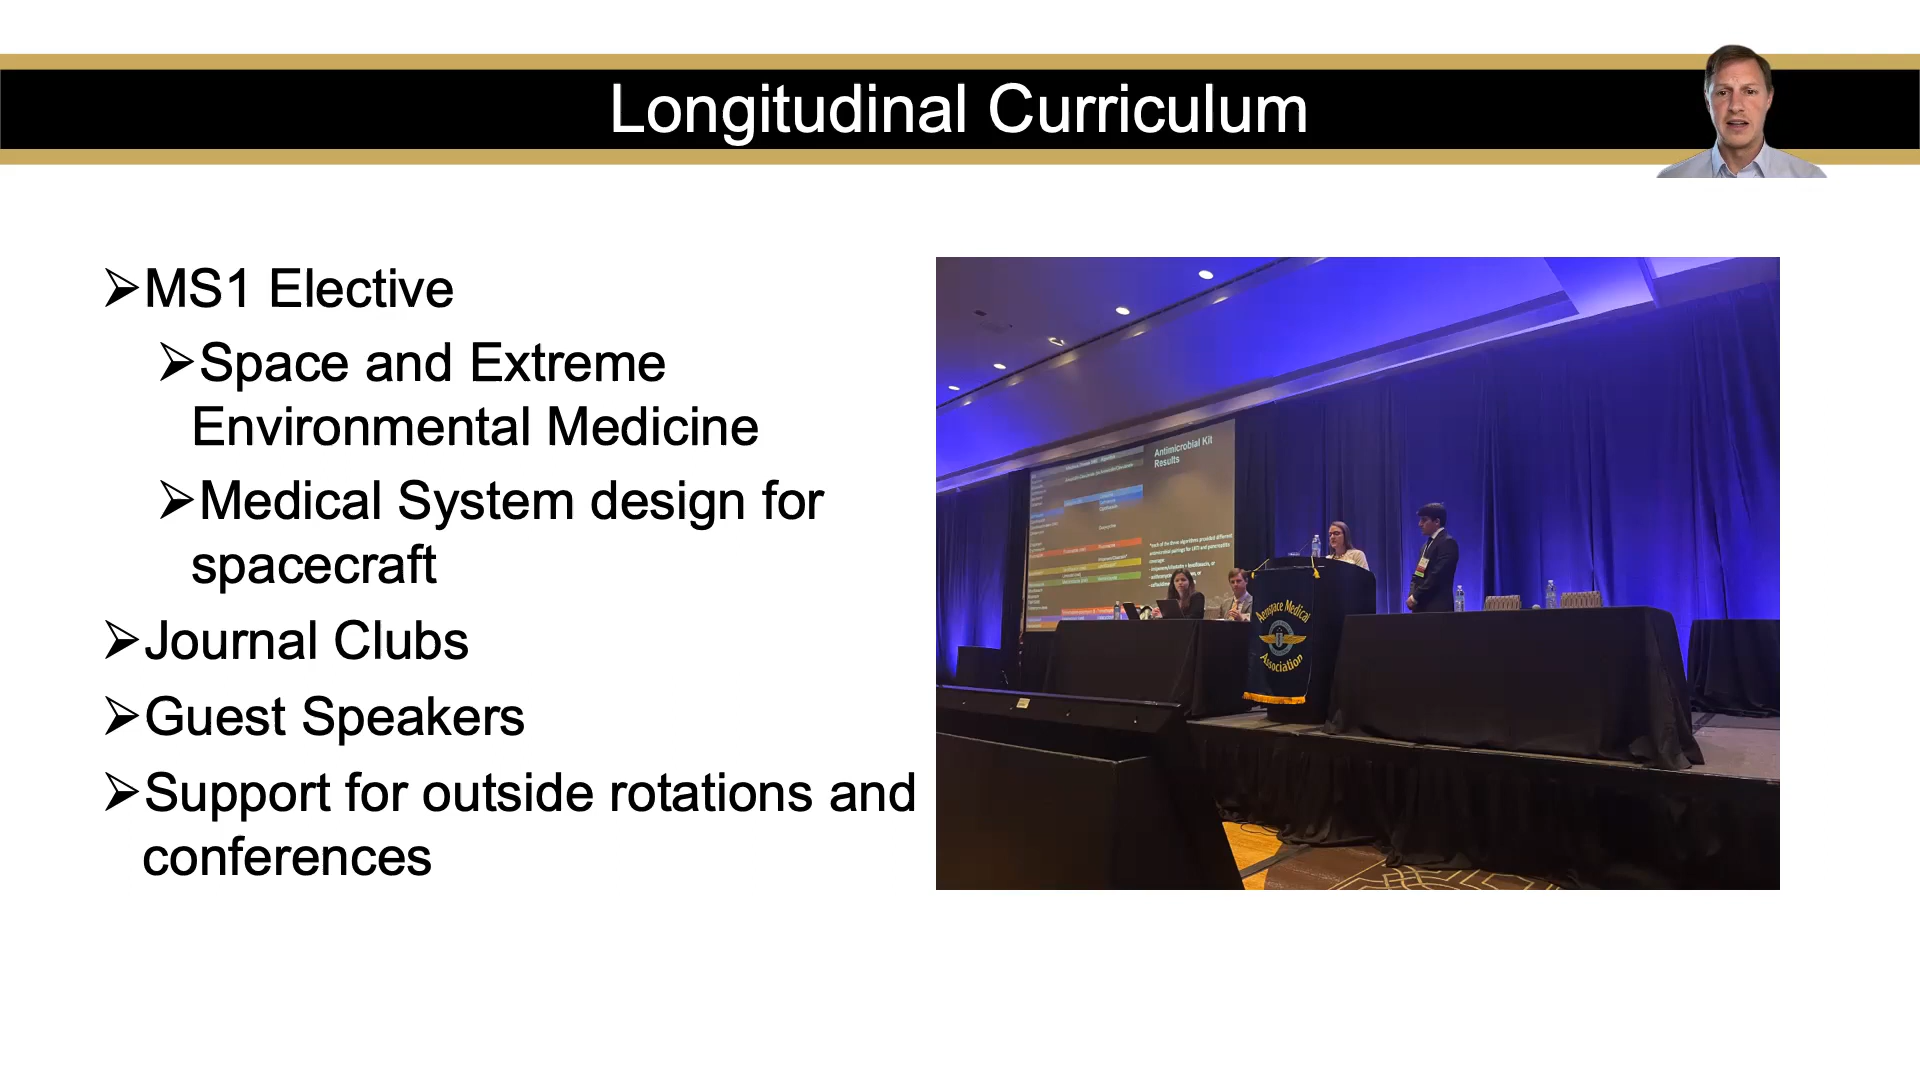 Longitudinal Curriculum
➢MS1 Elective
➢Space and Extreme
Environmental Medicine
➢Medical System design for
spacecraft
➢Journal Clubs
➢Guest Speakers
➢Support for outside rotations and
conferences
Antimicrobial Kit
Results
Aerospace Medical
Association